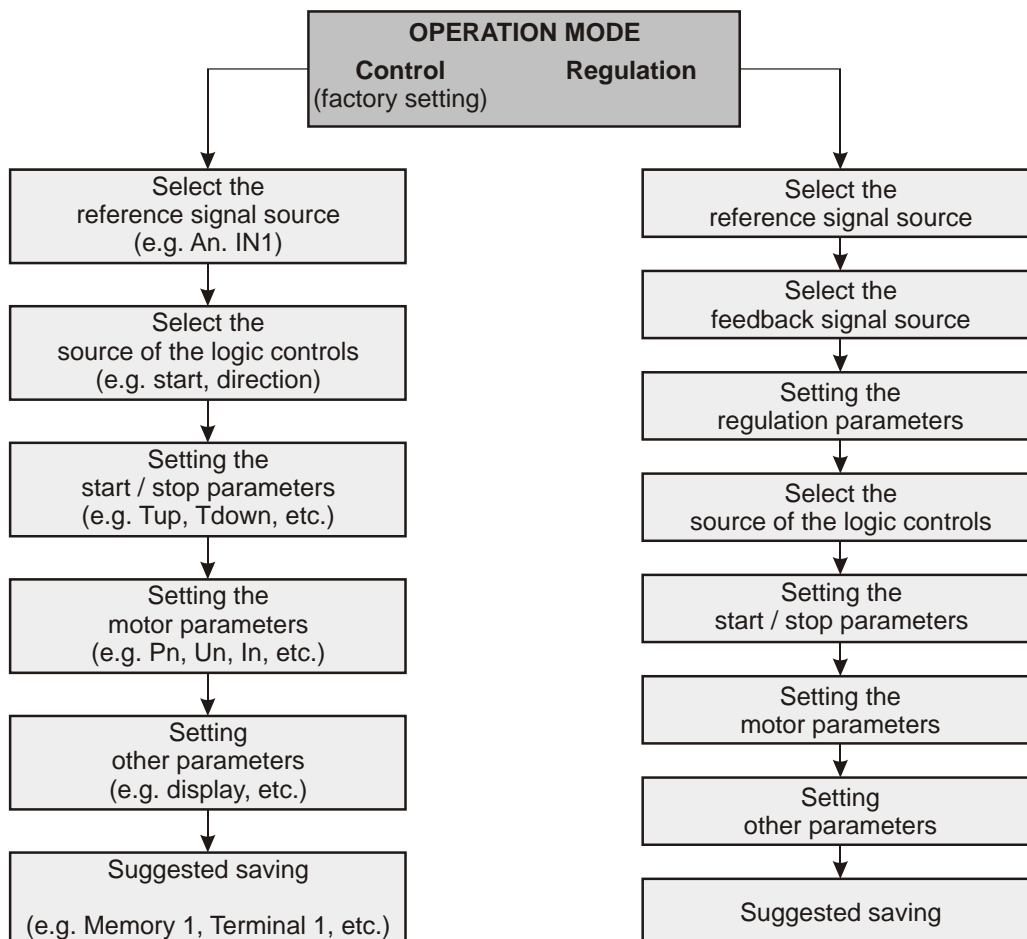 OPERATION MODE
Control Regulation
(factory setting)
Select the
reference signal source
(e.g. An. IN1)
Select the
source of the logic controls
(e.g. start, direction)
Setting the
start / stop parameters
(e.g. Tup, Tdown, etc.)
Setting the
motor parameters
(e.g. Pn, Un, In, etc.)
Setting
other parameters
(e.g. display, etc.)
Suggested saving
(e.g. Memory 1, Terminal 1, etc.)
Select the
reference signal source
Select the
feedback signal source
Setting the
regulation parameters
Select the
source of the logic controls
Setting the
start / stop parameters
Setting the
motor parameters
Setting
other parameters
Suggested saving